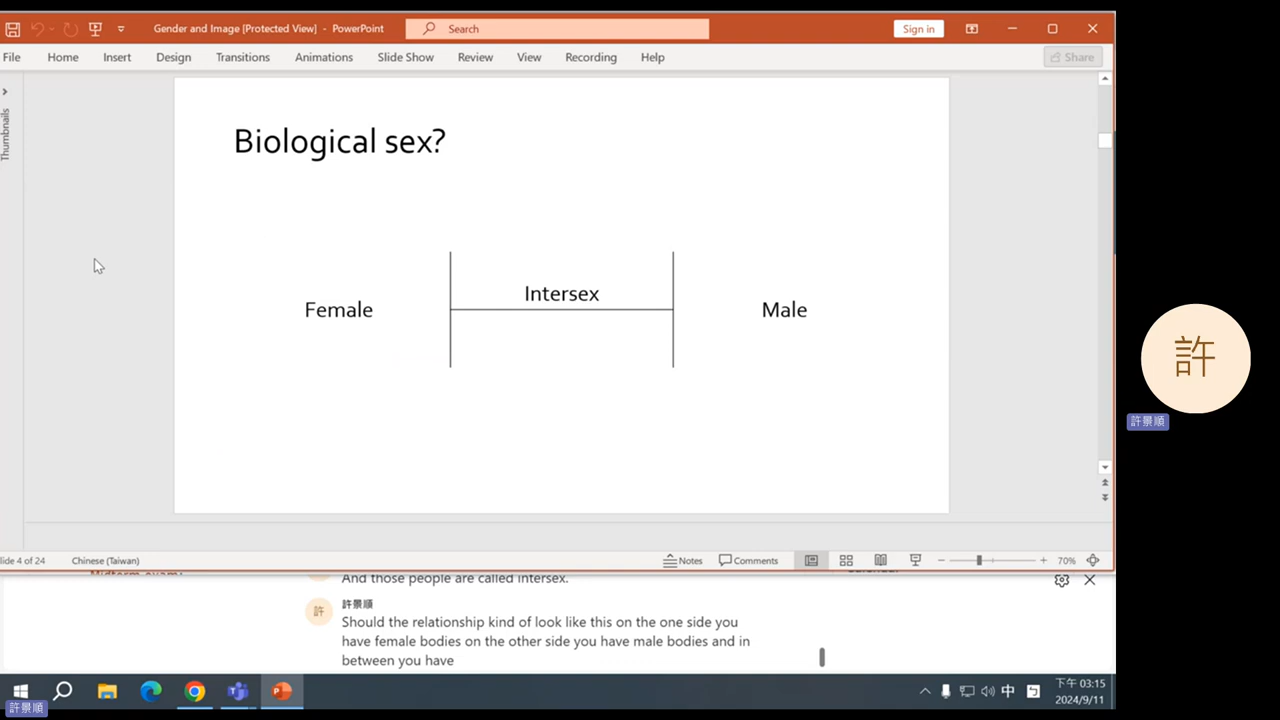 Gender and Image [Protected View] - PowerPoint
Search
Sign in
File Home Insert Design Transitions Animations Slide Show Review View Recording Help
Share
Thumbnails
Biological sex?
Intersex
Female
Male
許
許景順
lide 4 of 24
Chinese (Taiwan)
Notes
Comments
70%
Midterm exam:
And those people are called intersex.
許
許景順
Should the relationship kind of look like this on the one side you
have female bodies on the other side you have male bodies and in
between you have
中
下午 03:15
2024/9/11
許景順